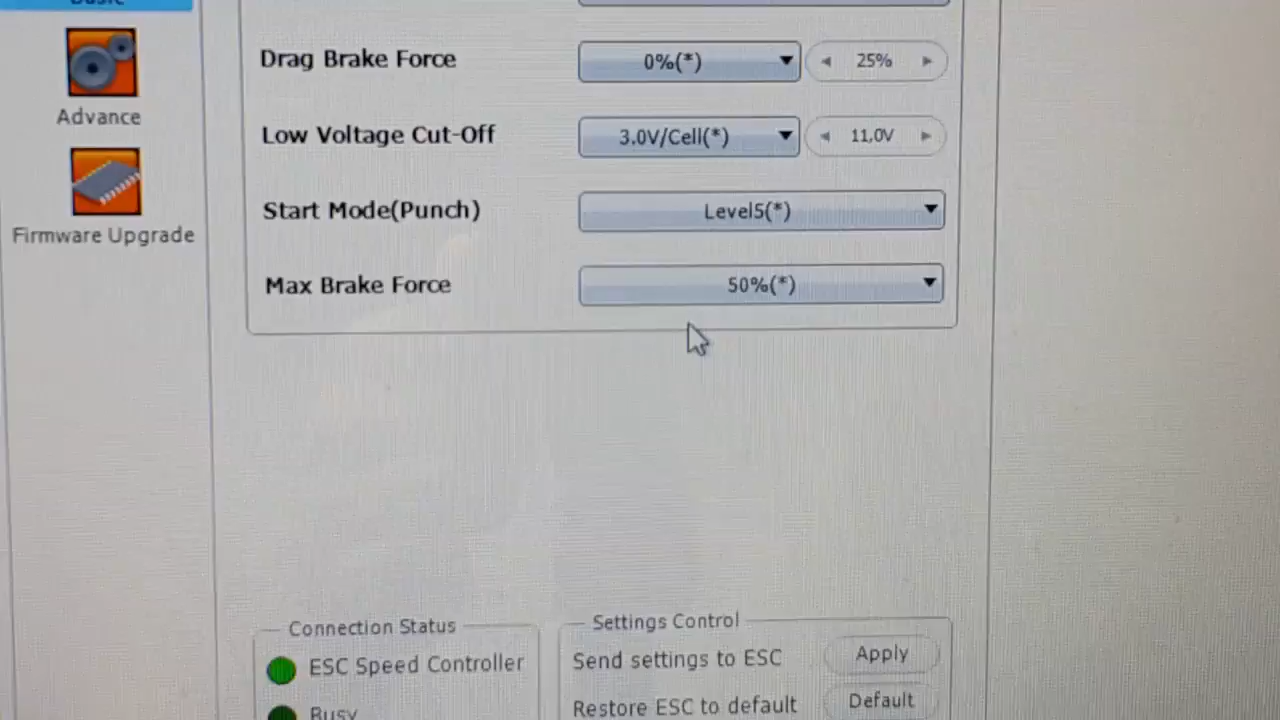 Basic
Drag Brake Force 0%(*) 25%
Advance
Low Voltage Cut-Off 3.0V/Cell(*) 11,0V
Start Mode(Punch) Level5(*)
Firmware Upgrade
Max Brake Force 50%(*)
Connection Status Settings Control
ESC Speed Controller Send settings to ESC Apply
Busy Restore ESC to default Default